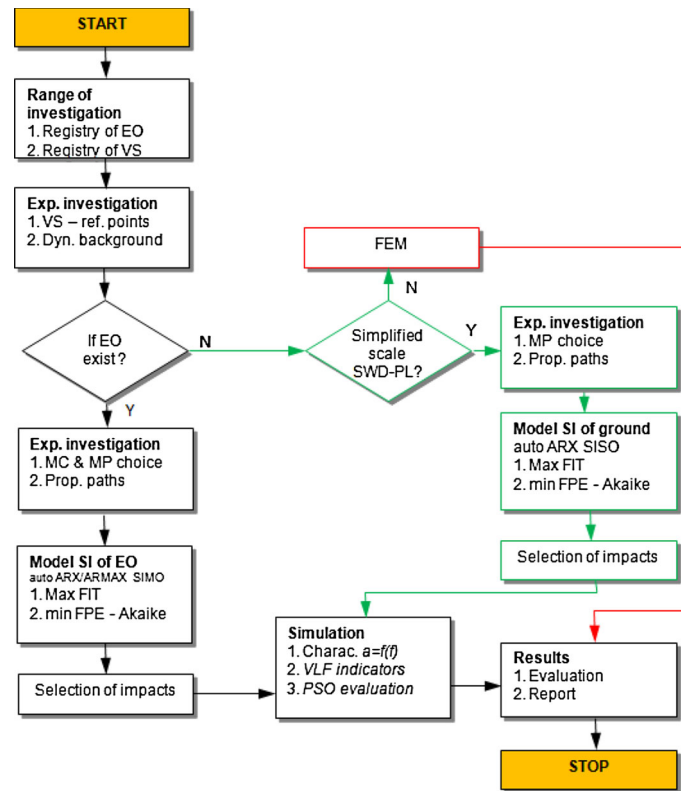 START
Range of
investigation
1. Registry of EO
2. Registry of VS
Exp. investigation
1. VS – ref. points
2. Dyn. background
If EO
exist?
N
Y
FEM
N
Simplified
scale
SWD-PL?
Y
Exp. investigation
1. MP choice
2. Prop. paths
Model SI of ground
auto ARX SISO
1. Max FIT
2. min FPE - Akaike
Selection of impacts
Exp. investigation
1. MC & MP choice
2. Prop. paths
Model SI of EO
auto ARX/ARMAX SIMO
1. Max FIT
2. min FPE - Akaike
Selection of impacts
Simulation
1. Charac. a=f(f)
2. VLF indicators
3. PSO evaluation
Results
1. Evaluation
2. Report
STOP